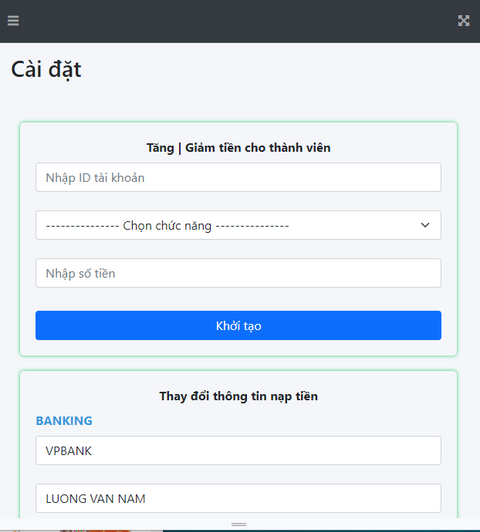 Cài đặt
Tăng | Giảm tiền cho thành viên
Nhập ID tài khoản
--------------- Chọn chức năng ---------------
Nhập số tiền
Khởi tạo
Thay đổi thông tin nạp tiền
BANKING
VPBANK
LUONG VAN NAM